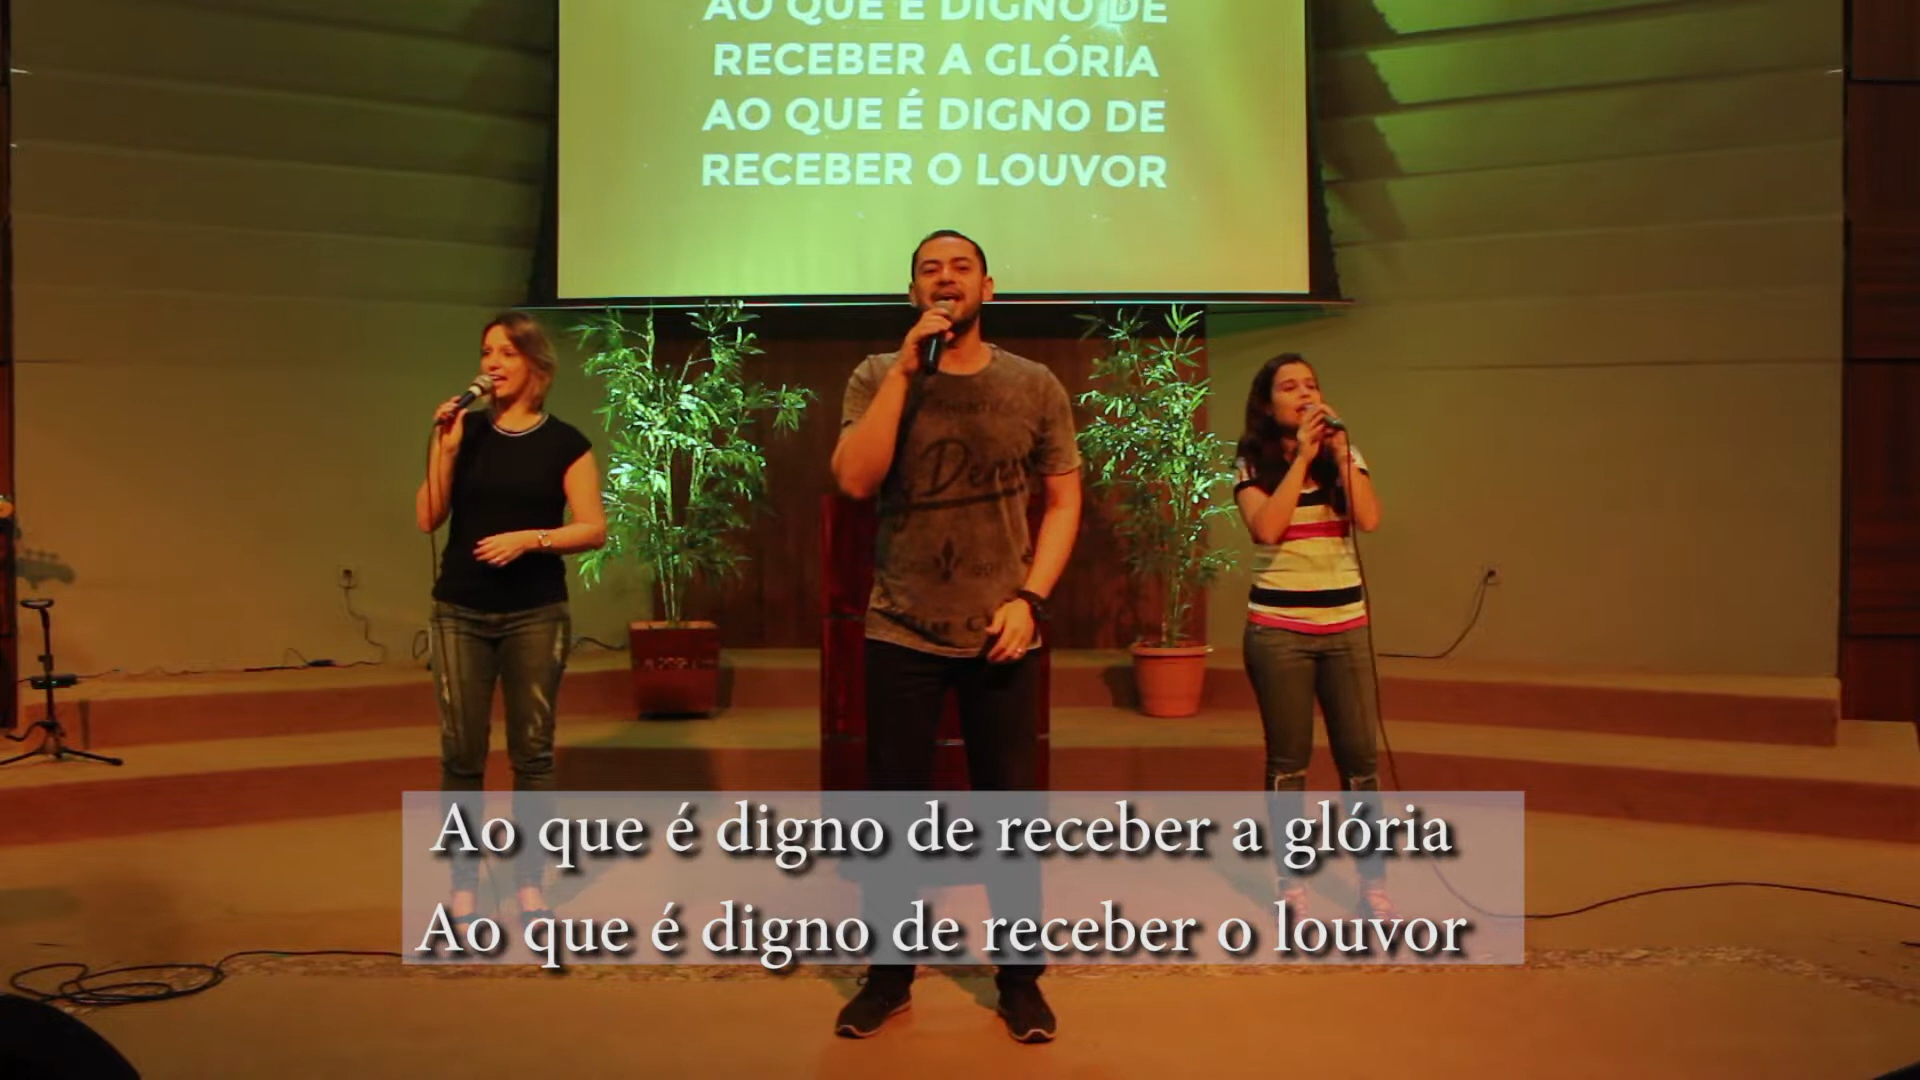 AO QUE É DIGNO DE
RECEBER A GLÓRIA
AO QUE É DIGNO DE
RECEBER O LOUVOR
Ao que é digno de receber a glória
Ao que é digno de receber o louvor